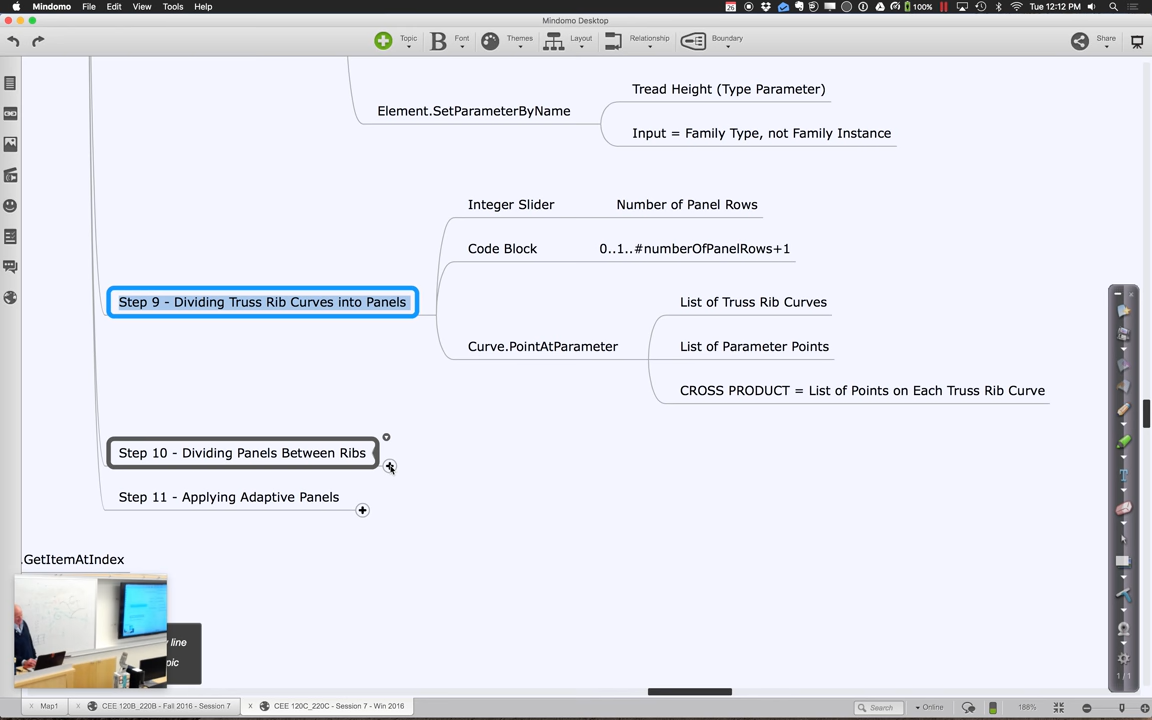 Mindomo File Edit View Tools Help
26
100%
Tue 12:12 PM
Mindomo Desktop
Topic
Font
Themes
Layout
Relationship
Boundary
Share
Tread Height (Type Parameter)
Element.SetParameterByName
Input = Family Type, not Family Instance
Integer Slider
Number of Panel Rows
Code Block
0..1..#numberOfPanelRows+1
Step 9 - Dividing Truss Rib Curves into Panels
List of Truss Rib Curves
Curve.PointAtParameter
List of Parameter Points
CROSS PRODUCT = List of Points on Each Truss Rib Curve
Step 10 - Dividing Panels Between Ribs
Step 11 - Applying Adaptive Panels
.GetItemAtIndex
line
pic
1 / 1
x Map1
x CEE 120B_220B - Fall 2016 - Session 7
x CEE 120C_220C - Session 7 - Win 2016
Search
Online
188%